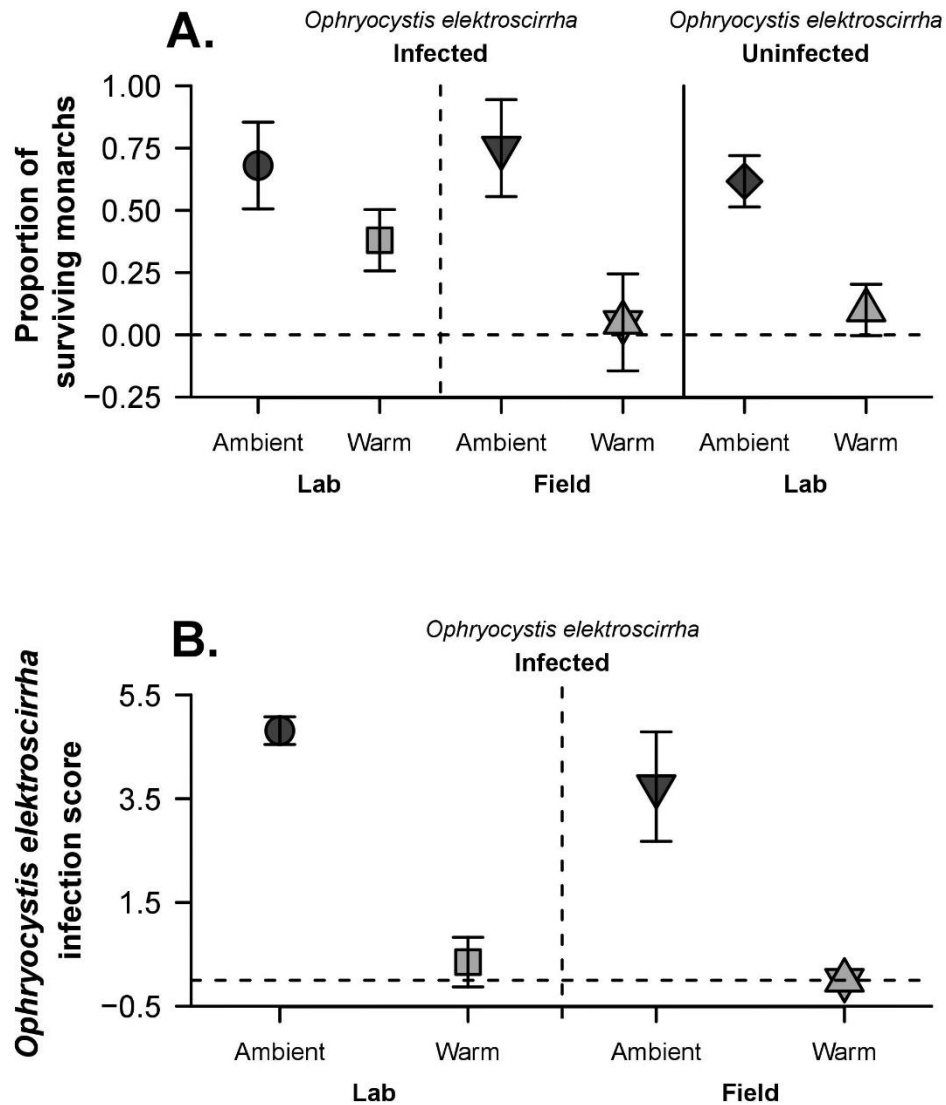 A.
Ophryocystis elektroscirrha Ophryocystis elektroscirrha
Infected Uninfected
Proportion of
surviving monarchs
1.00
0.75
0.50
0.25
0.00
−0.25
Ambient Warm Ambient Warm Ambient Warm
Lab Field Lab
B.
Ophryocystis elektroscirrha
Infected
Ophryocystis elektroscirrha
infection score
5.5
3.5
1.5
−0.5
Ambient Warm Ambient Warm
Lab Field